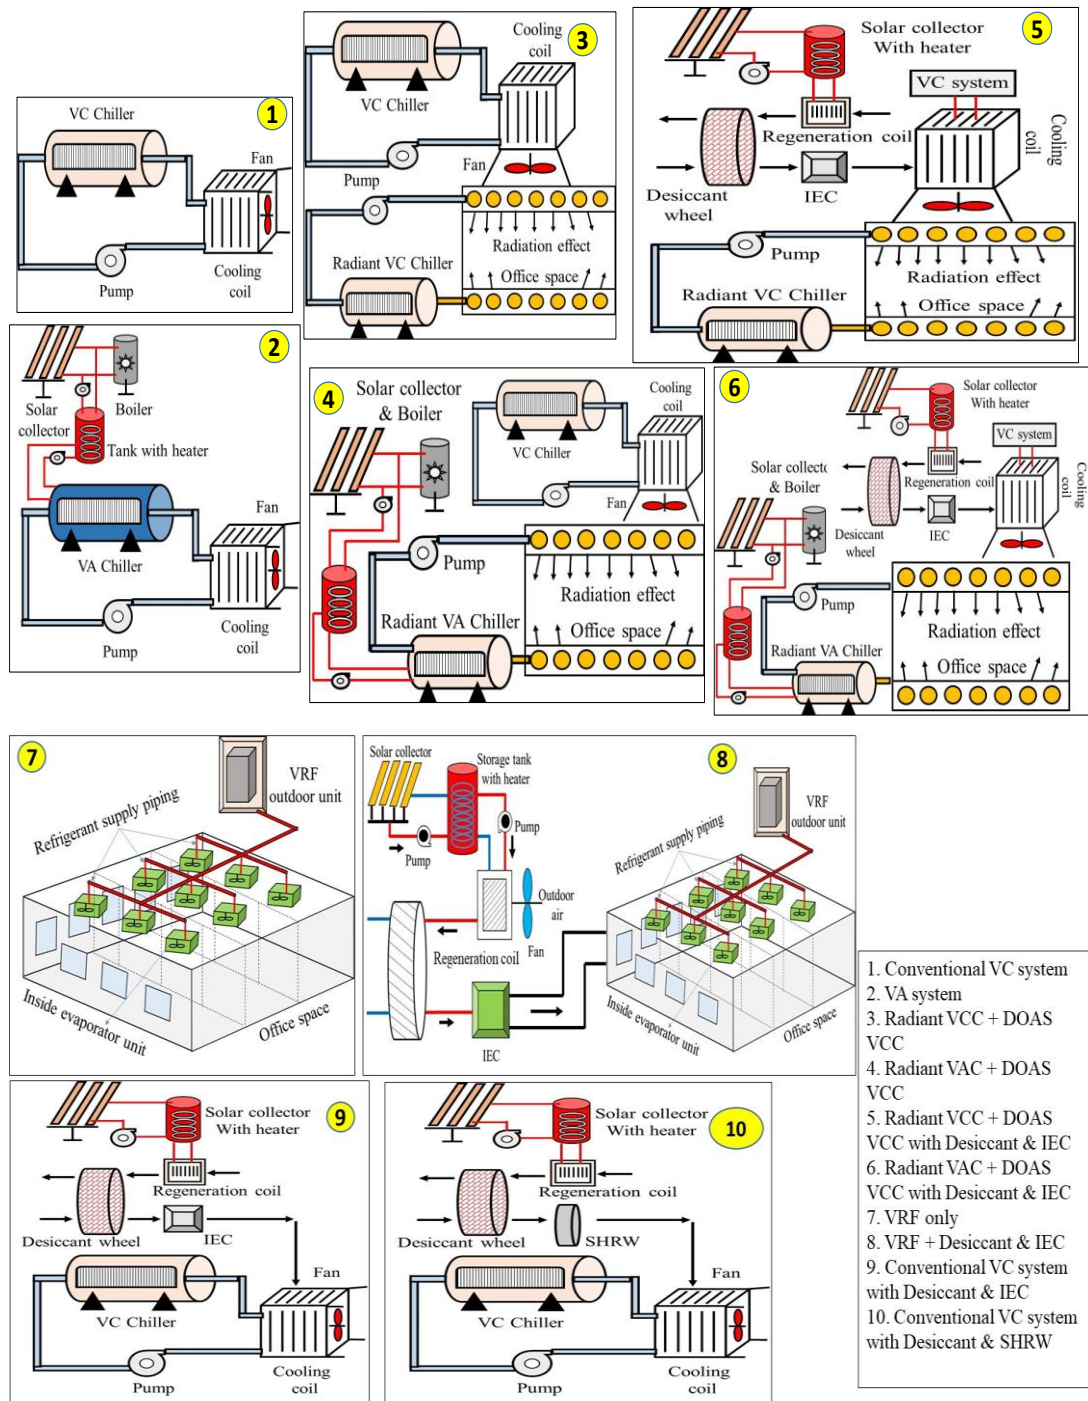 1
VC Chiller
Fan
Pump
Cooling
coil
3
Cooling
coil
VC Chiller
Fan
Pump
Radiation effect
Radiant VC Chiller
Office space
5
Solar collector
With heater
VC system
Regeneration coil
Cooling
coil
Desiccant
wheel
IEC
Pump
Radiation effect
Radiant VC Chiller
Office space
2
Solar
collector
Boiler
Tank with heater
VA Chiller
Fan
Pump
Cooling
coil
4
Solar collector
& Boiler
Cooling
coil
VC Chiller
Fan
Pump
Radiation effect
Radiant VA Chiller
Office space
6
Solar collector
With heater
VC system
Solar collectc
& Boiler
Regeneration coil
Cooling
coil
Desiccant
wheel
IEC
Pump
Radiation effect
Radiant VA Chiller
Office space
7
VRF
outdoor unit
Refrigerant supply piping
Inside evaporator unit
Office space
8
Solar collector
Storage tank
with heater
VRF
outdoor unit
Pump
Pump
Refrigerant supply piping
Outdoor
air
Regeneration coil
Fan
Inside evaporator unit
Office space
IEC
9
Solar collector
With heater
Regeneration coil
Desiccant wheel
IEC
Fan
VC Chiller
Pump
Cooling
coil
10
Solar collector
With heater
Regeneration coil
Desiccant wheel
SHRW
Fan
VC Chiller
Pump
Cooling
coil
1. Conventional VC system
2. VA system
3. Radiant VCC + DOAS
VCC
4. Radiant VAC + DOAS
VCC
5. Radiant VCC + DOAS
VCC with Desiccant & IEC
6. Radiant VAC + DOAS
VCC with Desiccant & IEC
7. VRF only
8. VRF + Desiccant & IEC
9. Conventional VC system
with Desiccant & IEC
10. Conventional VC system
with Desiccant & SHRW